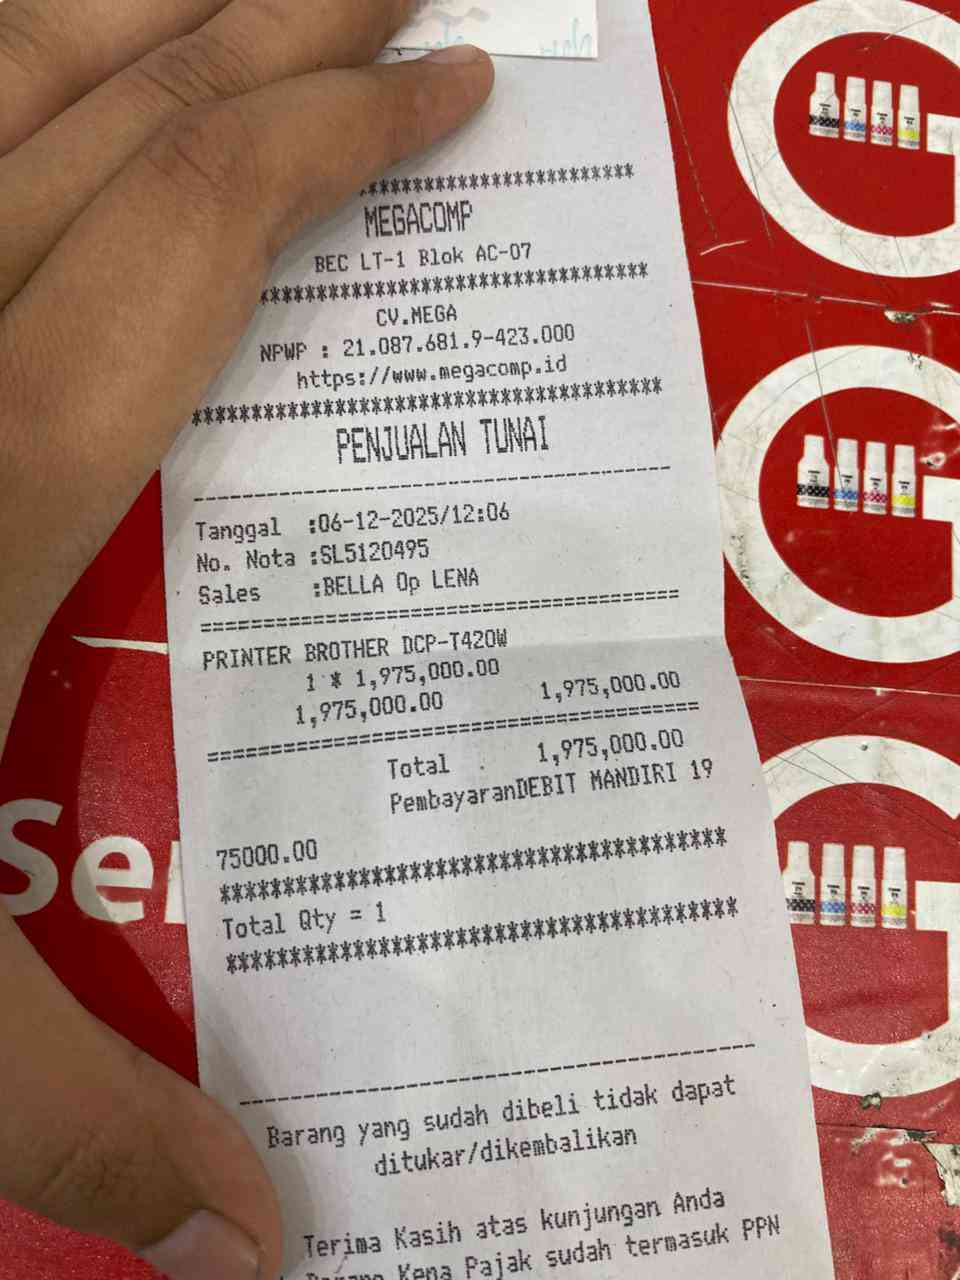 ************************
MEGACOMP
BEC LT-1 Blok AC-07
***********************************
CV.MEGA
NPWP : 21.087.681.9-423.000
https://www.megacomp.id
******************************************
PENJUALAN TUNAI
------------------------------------------
Tanggal :06-12-2025/12:06
No. Nota :SL5120495
Sales :BELLA Op LENA
==========================================
PRINTER BROTHER DCP-T420W
1 * 1,975,000.00
1,975,000.00 1,975,000.00
==========================================
Total 1,975,000.00
PembayaranDEBIT MANDIRI 19
75000.00
****************************************
Total Qty = 1
****************************************
------------------------------------------
Barang yang sudah dibeli tidak dapat
ditukar/dikembalikan
Terima Kasih atas kunjungan Anda
Barang Kena Pajak sudah termasuk PPN
Ser
G
G
G